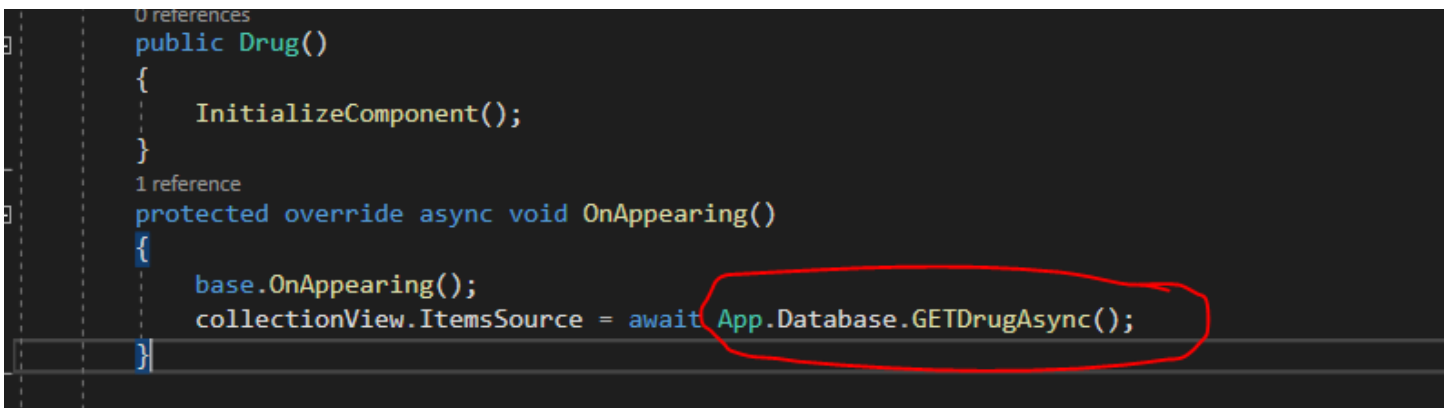 0 references
public Drug()
{
InitializeComponent();
}
1 reference
protected override async void OnAppearing()
{
base.OnAppearing();
collectionView.ItemsSource = await App.Database.GETDrugAsync();
}